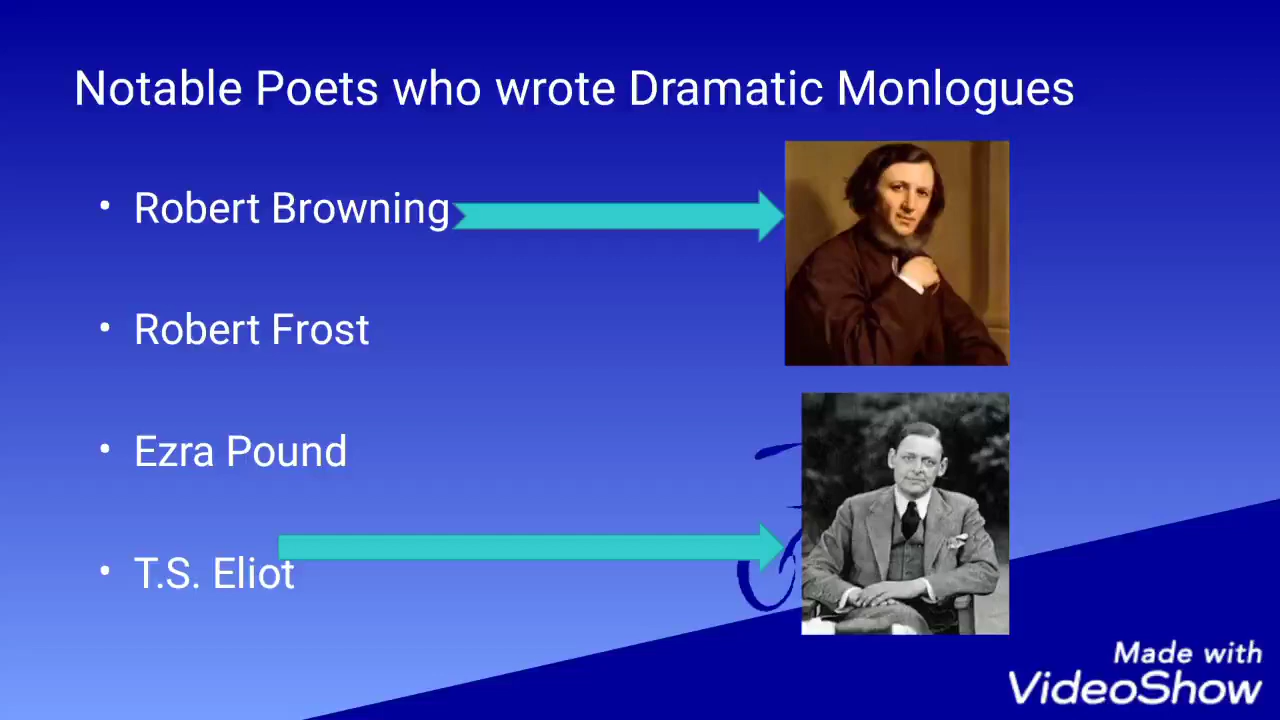 Notable Poets who wrote Dramatic Monlogues
• Robert Browning
• Robert Frost
• Ezra Pound
• T.S. Eliot
Made with
VideoShow